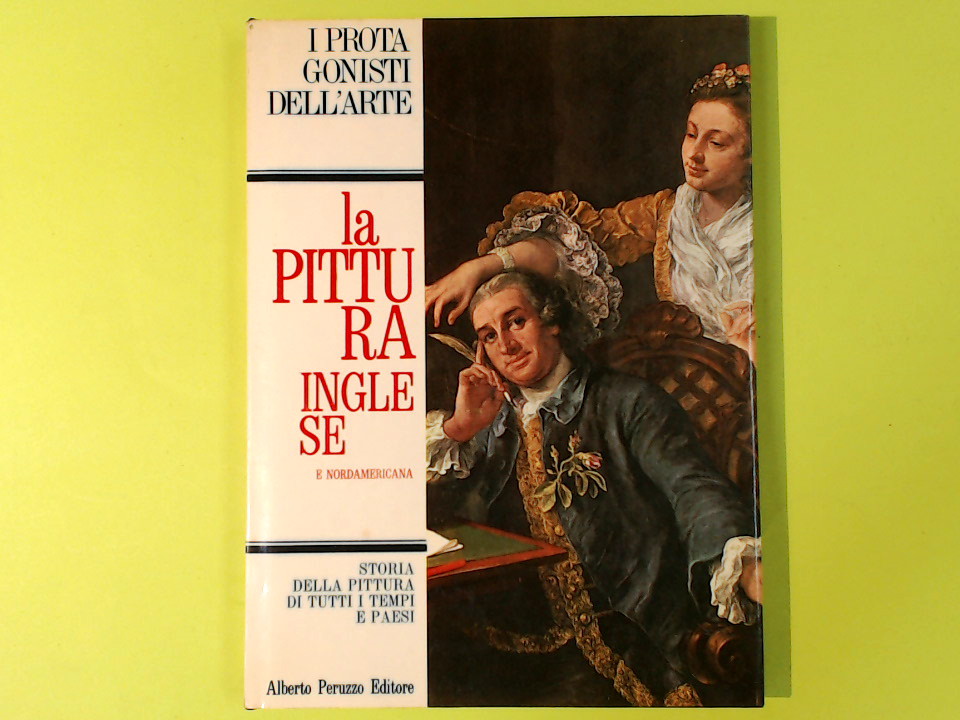 I PROTA
GONISTI
DELL'ARTE
la
PITTU
RA
INGLE
SE
E NORDAMERICANA
STORIA
DELLA PITTURA
DI TUTTI I TEMPI
E PAESI
Alberto Peruzzo Editore